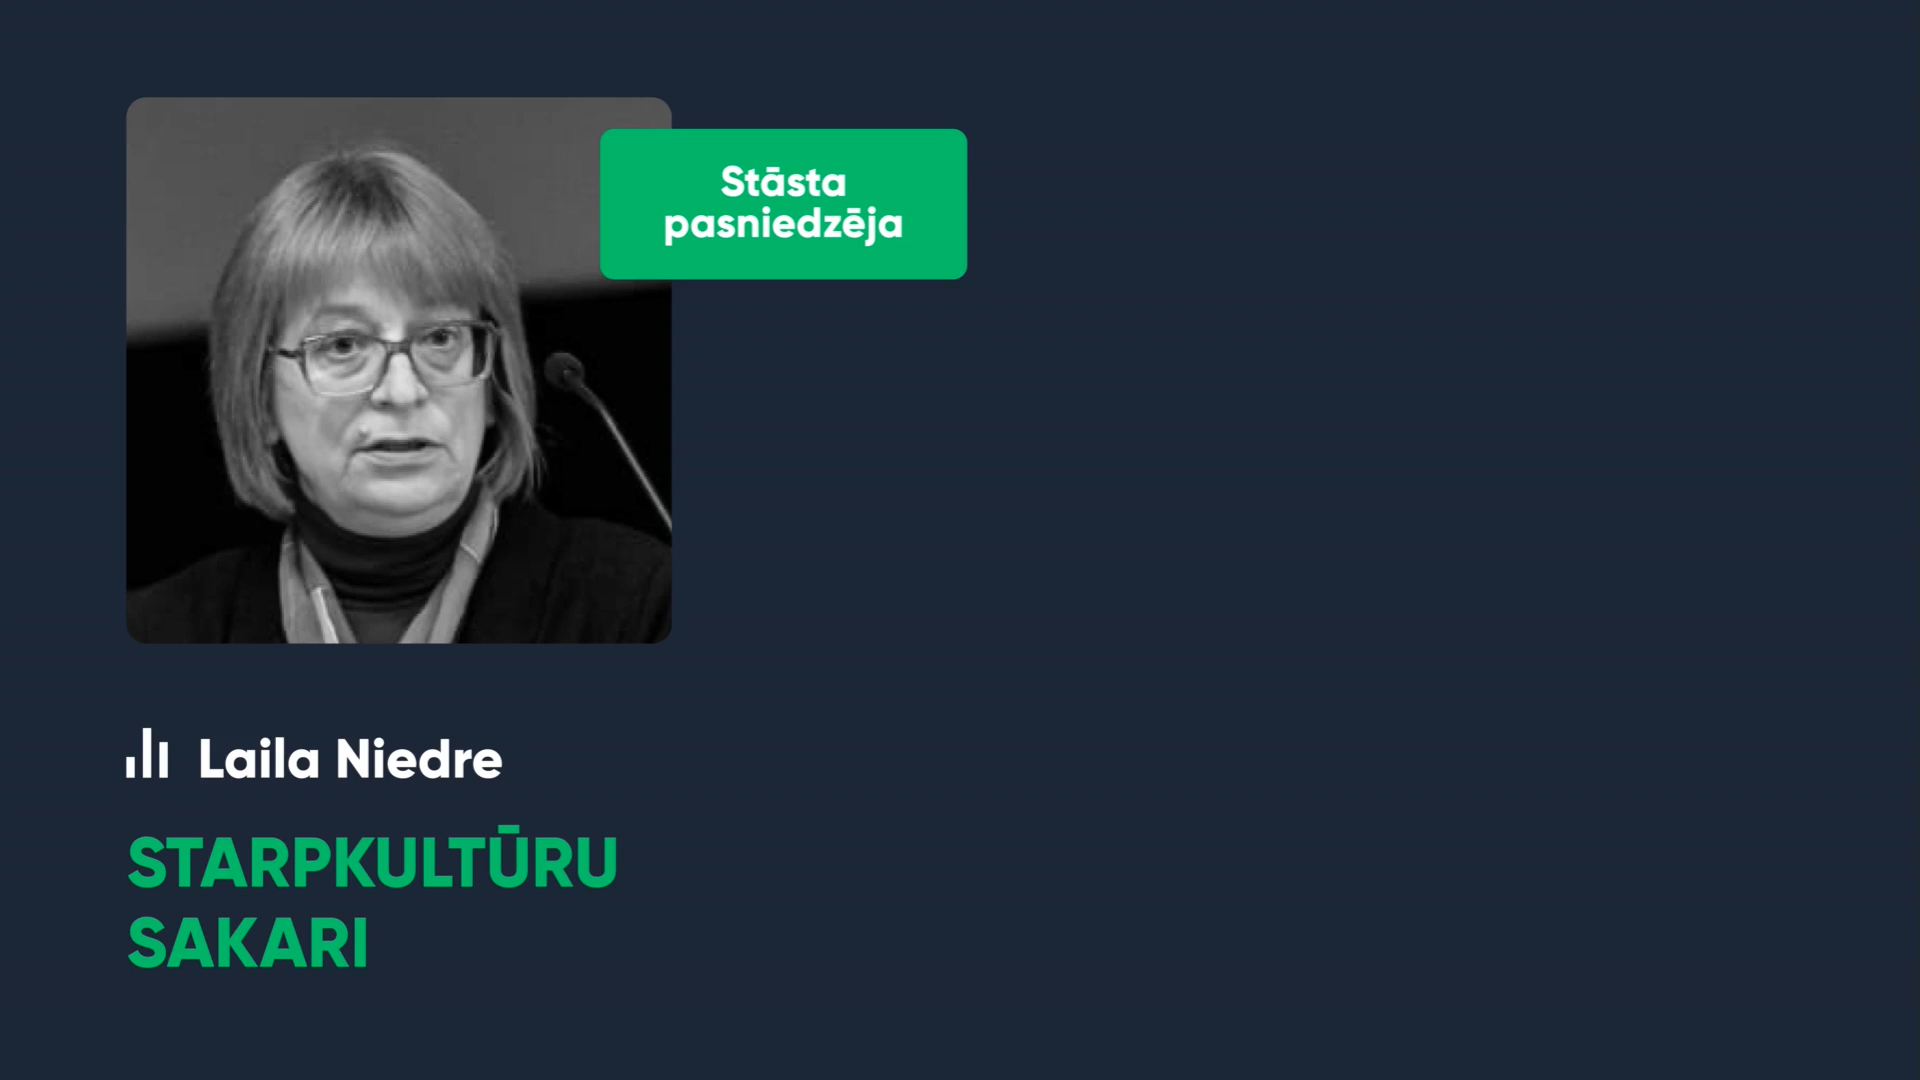 Stāsta
pasniedzēja
Laila Niedre
STARPKULTŪRU
SAKARI